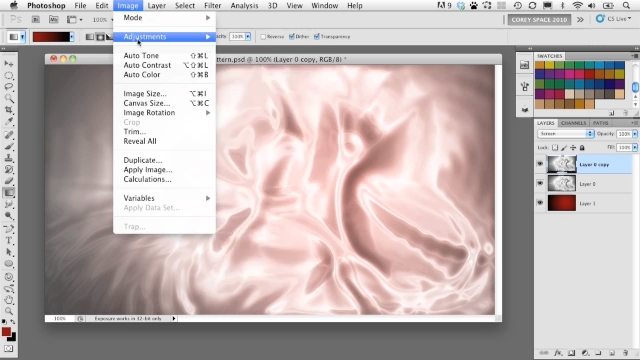 Photoshop File Edit Image Layer Select Filter Analysis 3D View Window Help
100%
COREY SPACE 2010
CS Live
Mode
Adjustments
Auto Tone ⇧⌘L
Auto Contrast ⌥⇧⌘L
Auto Color ⇧⌘B
Image Size... ⌥⌘I
Canvas Size... ⌥⌘C
Image Rotation
Crop
Trim...
Reveal All
Duplicate...
Apply Image...
Calculations...
Variables
Apply Data Set...
Trap...
100% Reverse Dither Transparency
ttern.psd @ 100% (Layer 0 copy, RGB/8) *
100% Exposure works in 32-bit only
SWATCHES
LAYERS CHANNELS PATHS
Screen Opacity: 100%
Lock: Fill: 100%
Layer 0 copy
Layer 0
Layer 1